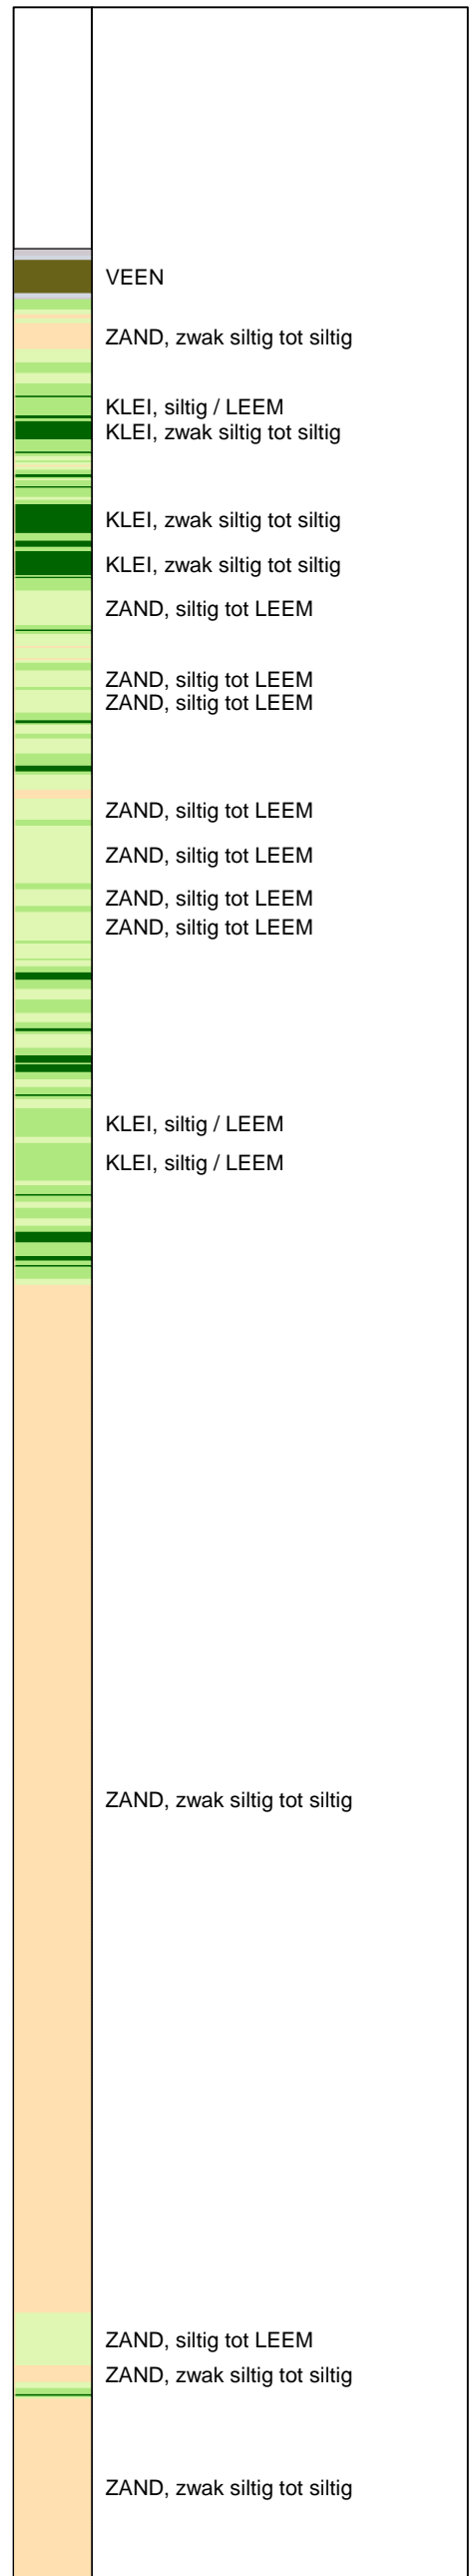 VEEN
ZAND, zwak siltig tot siltig
KLEI, siltig / LEEM
KLEI, zwak siltig tot siltig
KLEI, zwak siltig tot siltig
KLEI, zwak siltig tot siltig
ZAND, siltig tot LEEM
ZAND, siltig tot LEEM
ZAND, siltig tot LEEM
ZAND, siltig tot LEEM
ZAND, siltig tot LEEM
ZAND, siltig tot LEEM
ZAND, siltig tot LEEM
KLEI, siltig / LEEM
KLEI, siltig / LEEM
ZAND, zwak siltig tot siltig
ZAND, siltig tot LEEM
ZAND, zwak siltig tot siltig
ZAND, zwak siltig tot siltig